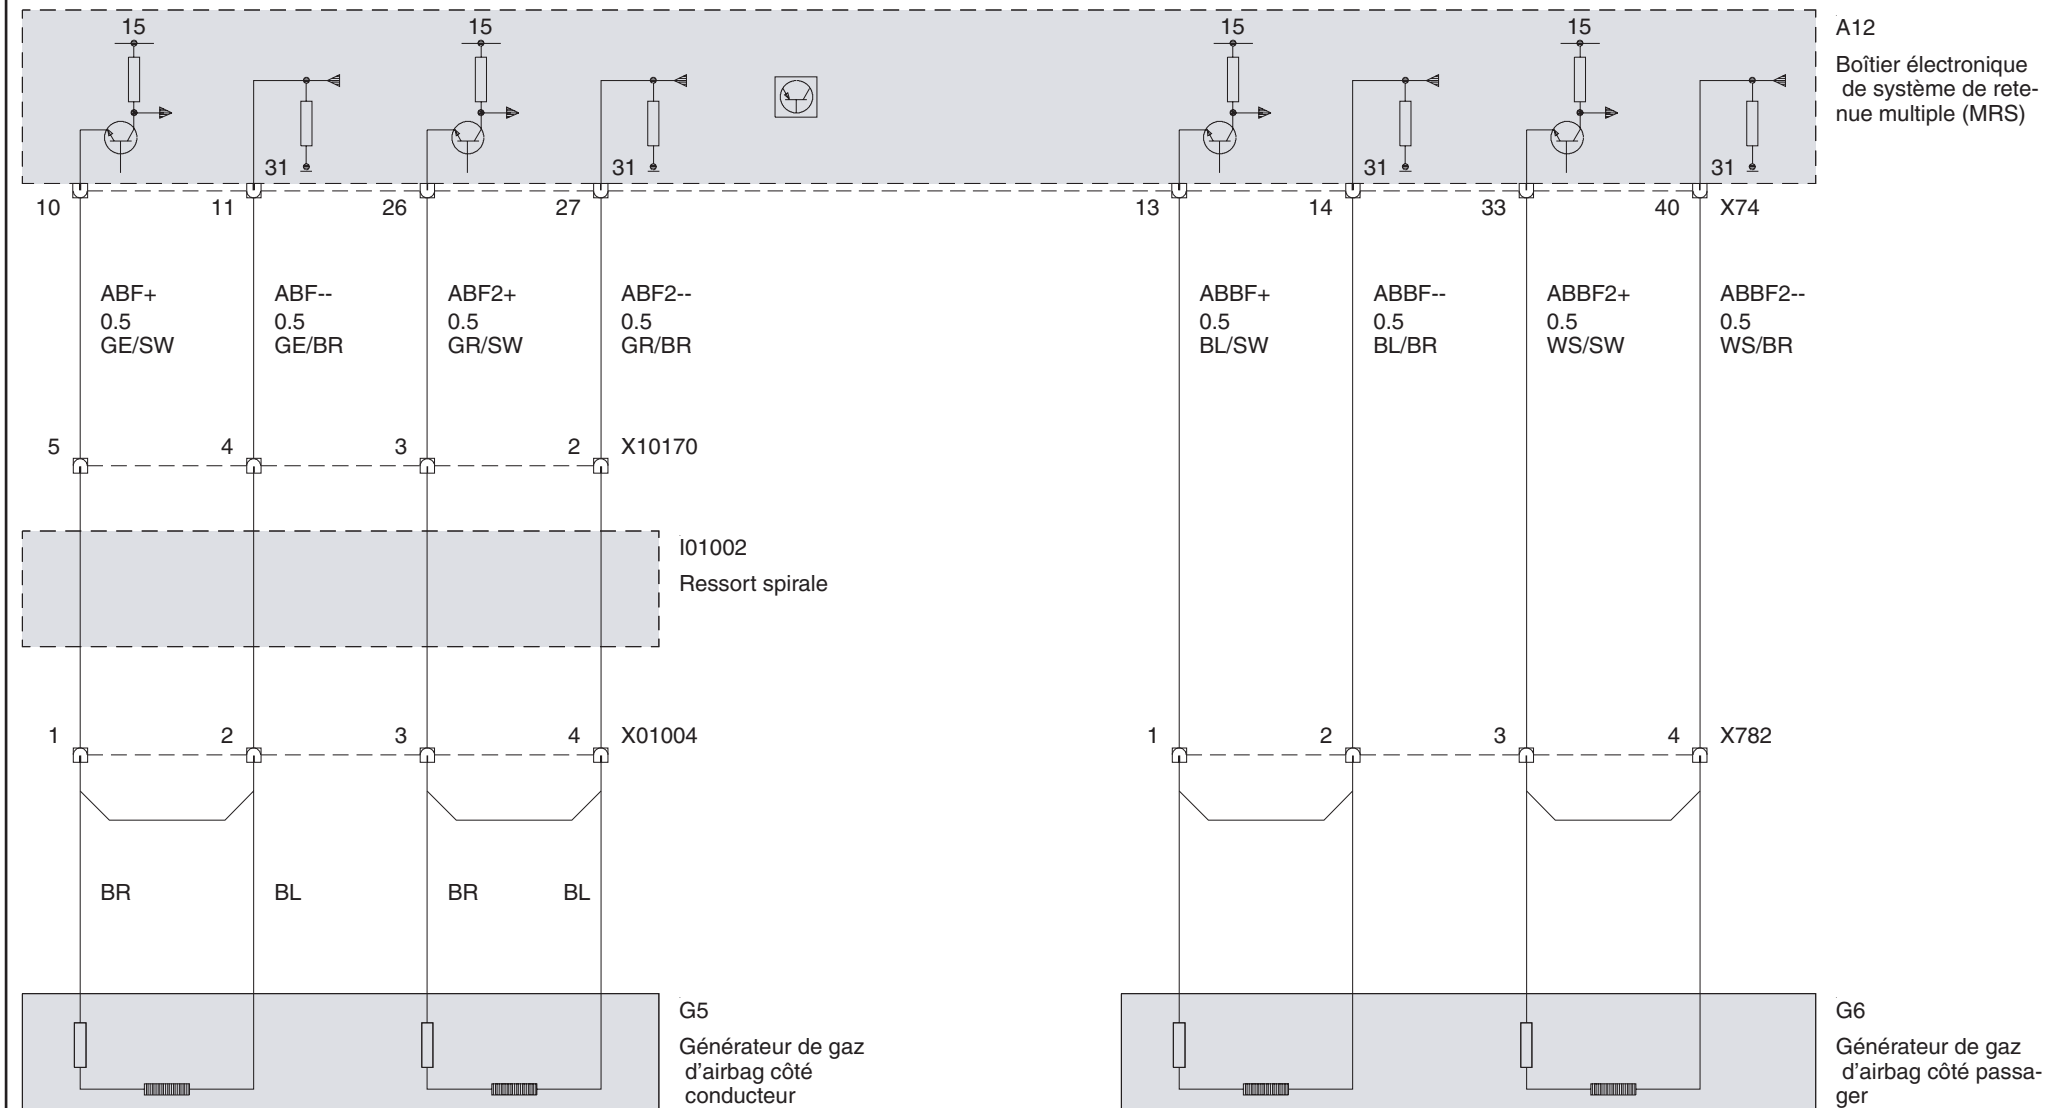 15 15 15 15
A12
Boîtier électronique
de système de rete-
nue multiple (MRS)
31 31 31 31
10 11 26 27 13 14 33 40 X74
ABF+ ABF-- ABF2+ ABF2-- ABBF+ ABBF-- ABBF2+ ABBF2--
0.5 0.5 0.5 0.5 0.5 0.5 0.5 0.5
GE/SW GE/BR GR/SW GR/BR BL/SW BL/BR WS/SW WS/BR
5 4 3 2 X10170
I01002
Ressort spirale
1 2 3 4 X01004 1 2 3 4 X782
BR BL BR BL
G5
Générateur de gaz
d'airbag côté
conducteur
G6
Générateur de gaz
d'airbag côté passa-
ger